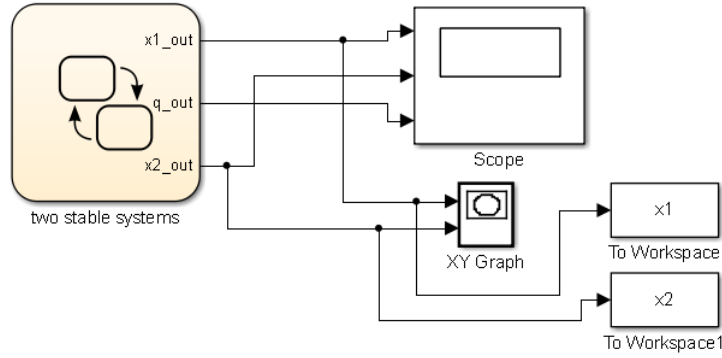 x1_out
q_out
x2_out
two stable systems
Scope
XY Graph
x1
To Workspace
x2
To Workspace1